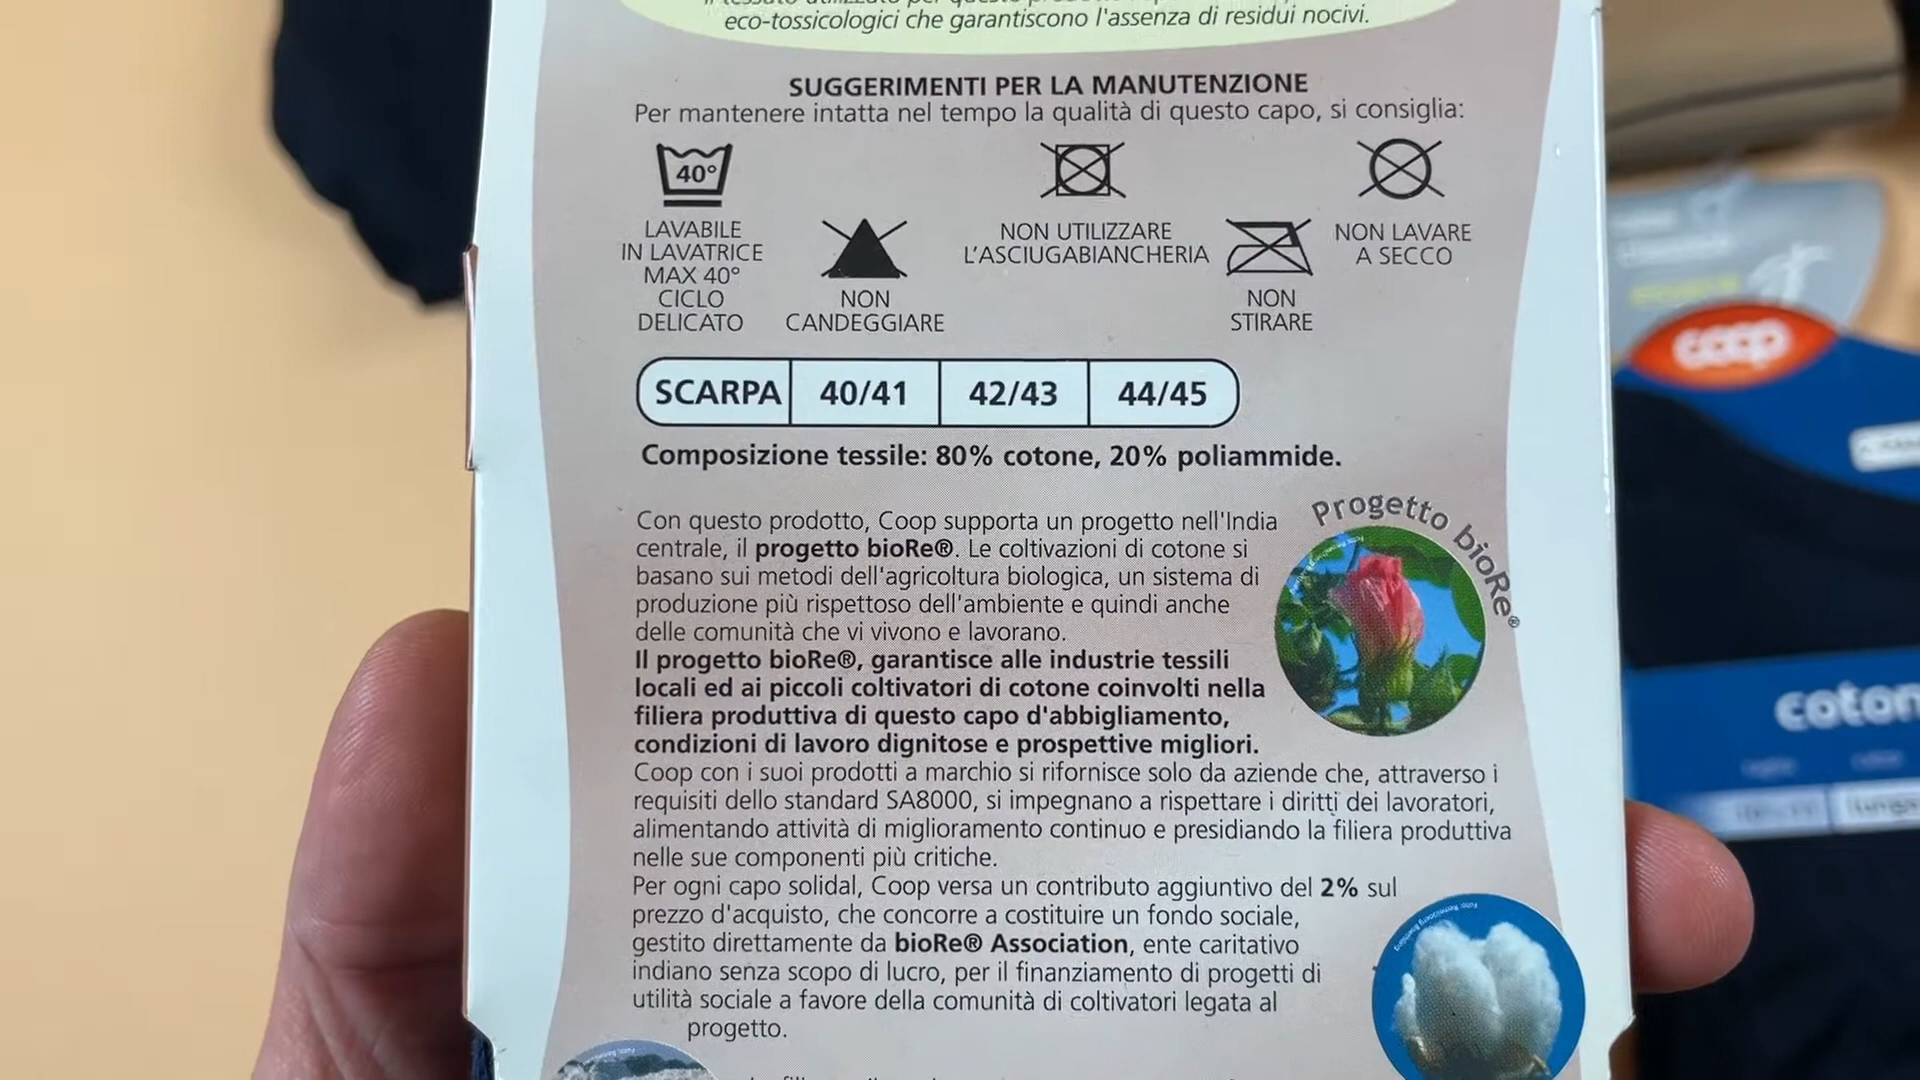 eco-tossicologici che garantiscono l'assenza di residui nocivi.
SUGGERIMENTI PER LA MANUTENZIONE
Per mantenere intatta nel tempo la qualità di questo capo, si consiglia:
40°
LAVABILE
IN LAVATRICE
MAX 40°
CICLO
DELICATO
NON
CANDEGGIARE
NON UTILIZZARE
L'ASCIUGABIANCHERIA
NON
STIRARE
NON LAVARE
A SECCO
SCARPA 40/41 42/43 44/45
Composizione tessile: 80% cotone, 20% poliammide.
Con questo prodotto, Coop supporta un progetto nell'India
centrale, il progetto bioRe®. Le coltivazioni di cotone si
basano sui metodi dell'agricoltura biologica, un sistema di
produzione più rispettoso dell'ambiente e quindi anche
delle comunità che vi vivono e lavorano.
Il progetto bioRe®, garantisce alle industrie tessili
locali ed ai piccoli coltivatori di cotone coinvolti nella
filiera produttiva di questo capo d'abbigliamento,
condizioni di lavoro dignitose e prospettive migliori.
Coop con i suoi prodotti a marchio si rifornisce solo da aziende che, attraverso i
requisiti dello standard SA8000, si impegnano a rispettare i diritti dei lavoratori,
alimentando attività di miglioramento continuo e presidiando la filiera produttiva
nelle sue componenti più critiche.
Per ogni capo solidal, Coop versa un contributo aggiuntivo del 2% sul
prezzo d'acquisto, che concorre a costituire un fondo sociale,
gestito direttamente da bioRe® Association, ente caritativo
indiano senza scopo di lucro, per il finanziamento di progetti di
utilità sociale a favore della comunità di coltivatori legata al
progetto.
Progetto bioRe®
coop
coton